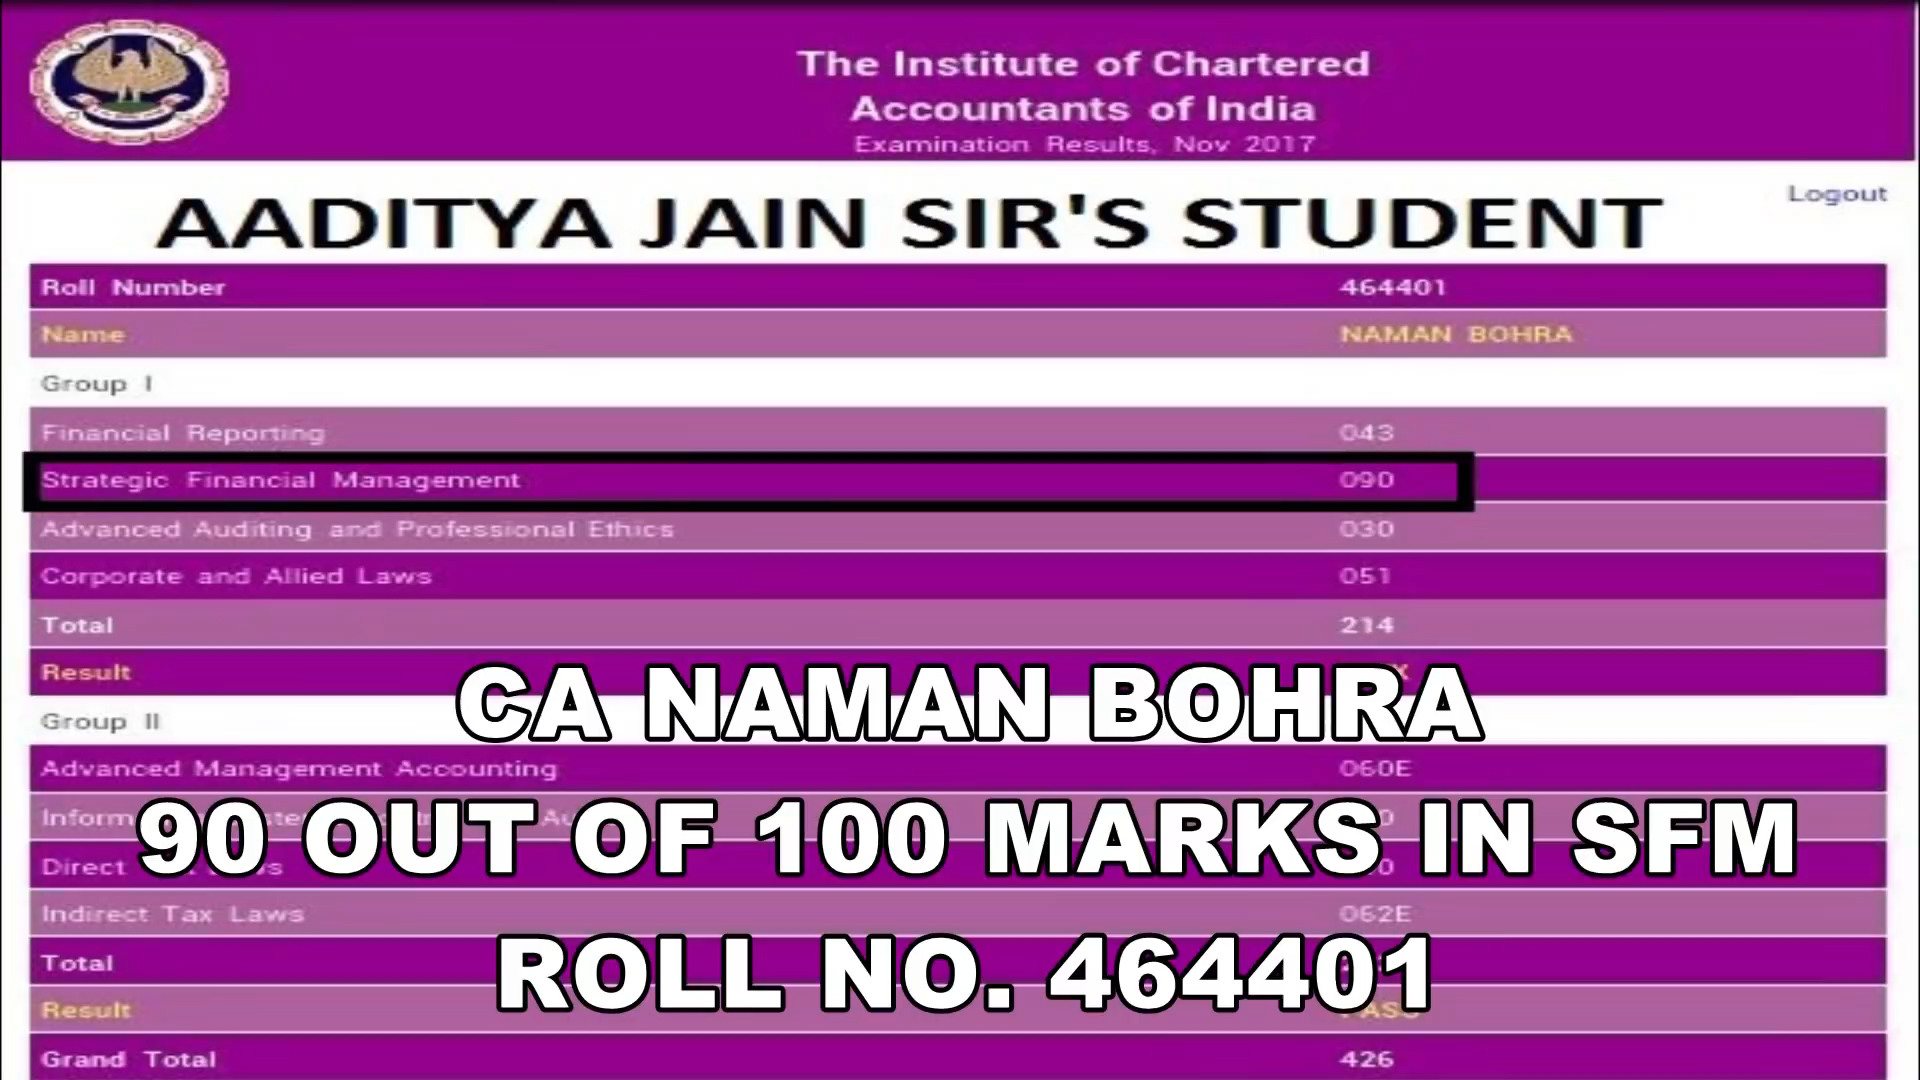 The Institute of Chartered
Accountants of India
Examination Results, Nov 2017
Logout
AADITYA JAIN SIR'S STUDENT
Roll Number 464401
Name NAMAN BOHRA
Group I
Financial Reporting 043
Strategic Financial Management 090
Advanced Auditing and Professional Ethics 030
Corporate and Allied Laws 051
Total 214
Result
CA NAMAN BOHRA
Group II
Advanced Management Accounting 060E
90 OUT OF 100 MARKS IN SFM
Direct
Indirect Tax Laws 062E
Total
ROLL NO. 464401
Result PASS
Grand Total 426